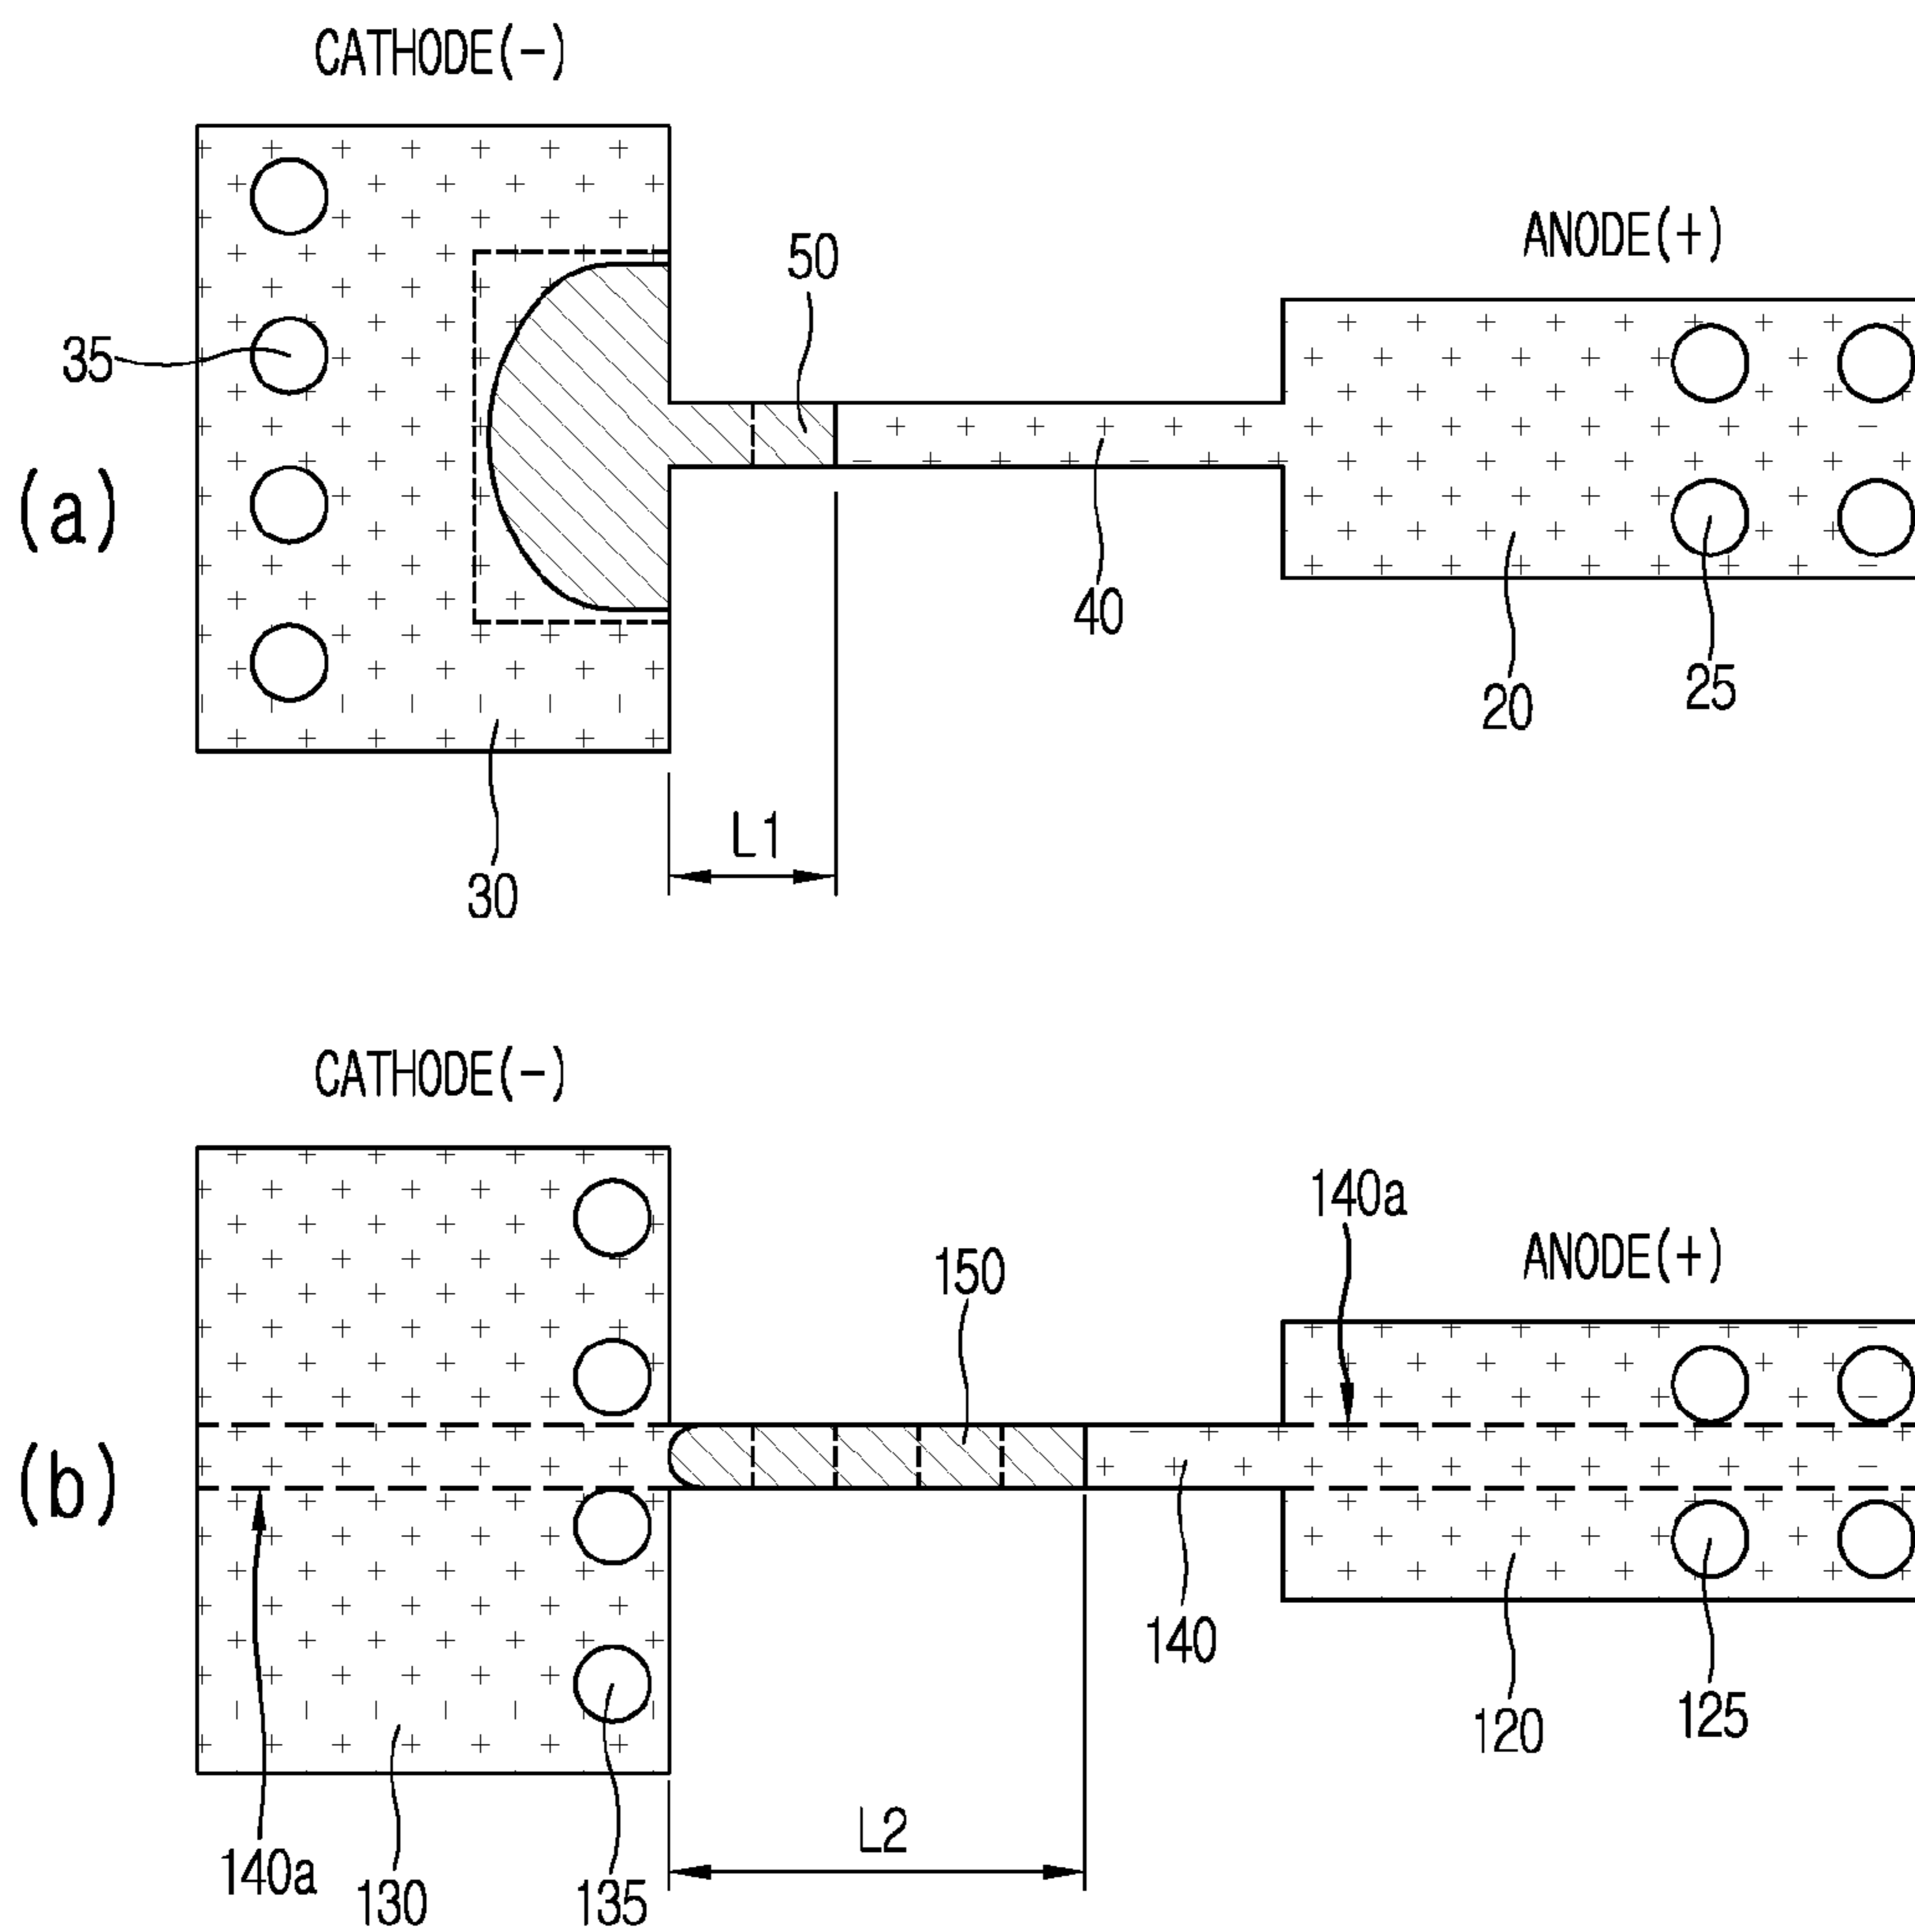 CATHODE(-)
ANODE(+)
50
35
(a)
40
20
25
L1
30
CATHODE(-)
140a
ANODE(+)
150
(b)
140
120
125
L2
140a
130
135